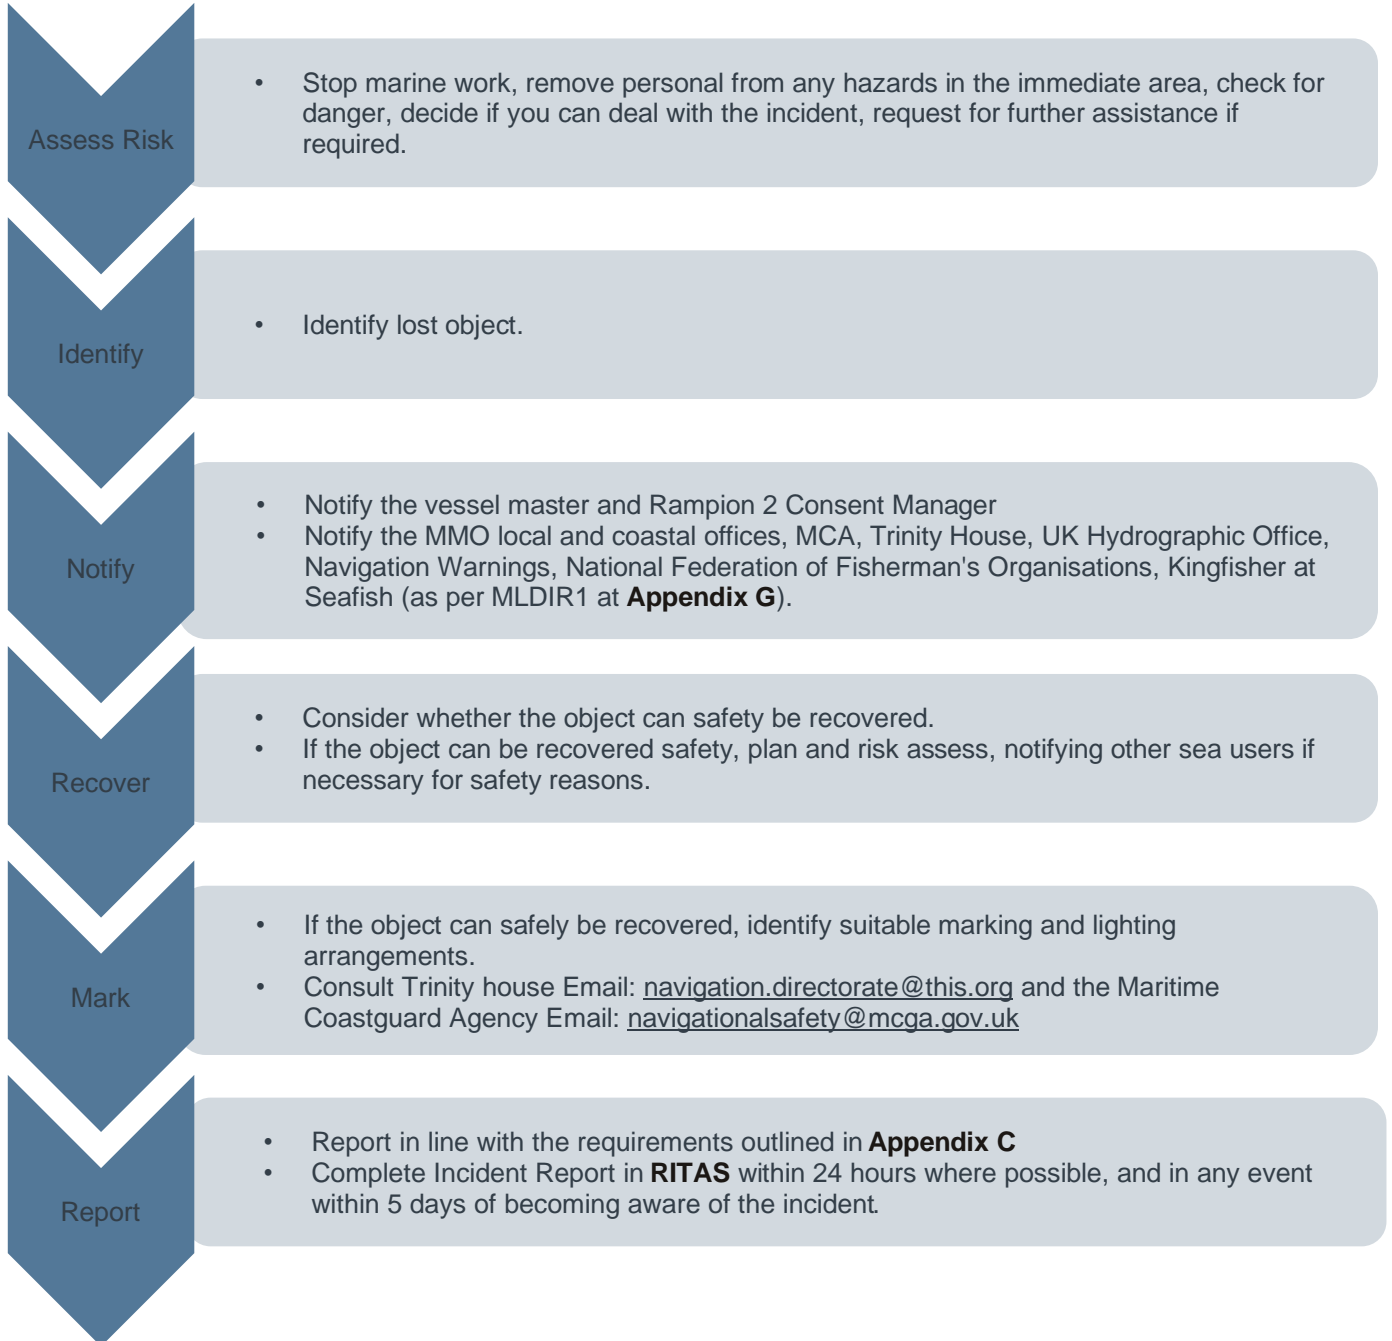 Assess Risk
• Stop marine work, remove personal from any hazards in the immediate area, check for
danger, decide if you can deal with the incident, request for further assistance if
required.
Identify
• Identify lost object.
Notify
• Notify the vessel master and Rampion 2 Consent Manager
• Notify the MMO local and coastal offices, MCA, Trinity House, UK Hydrographic Office,
Navigation Warnings, National Federation of Fisherman's Organisations, Kingfisher at
Seafish (as per MLDIR1 at Appendix G).
Recover
• Consider whether the object can safety be recovered.
• If the object can be recovered safety, plan and risk assess, notifying other sea users if
necessary for safety reasons.
Mark
• If the object can safely be recovered, identify suitable marking and lighting
arrangements.
• Consult Trinity house Email: navigation.directorate@this.org and the Maritime
Coastguard Agency Email: navigationalsafety@mcga.gov.uk
Report
• Report in line with the requirements outlined in Appendix C
• Complete Incident Report in RITAS within 24 hours where possible, and in any event
within 5 days of becoming aware of the incident.